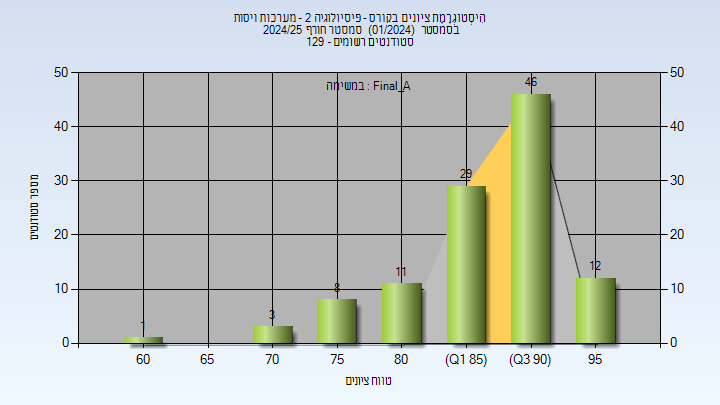 היסטוגרמת ציונים בקורס - פיסיולוגיה 2 - מערכות ויסות
בסמסטר (01/2024) סמסטר חורף 2024/25
סטודנטים רשומים - 129
במשימה : Final_A
מספר סטודנטים
50 50
40 40
30 30
20 20
10 10
0 0
1 3 8 11 29 46 12
60 65 70 75 80 (Q1 85) (Q3 90) 95
טווח ציונים